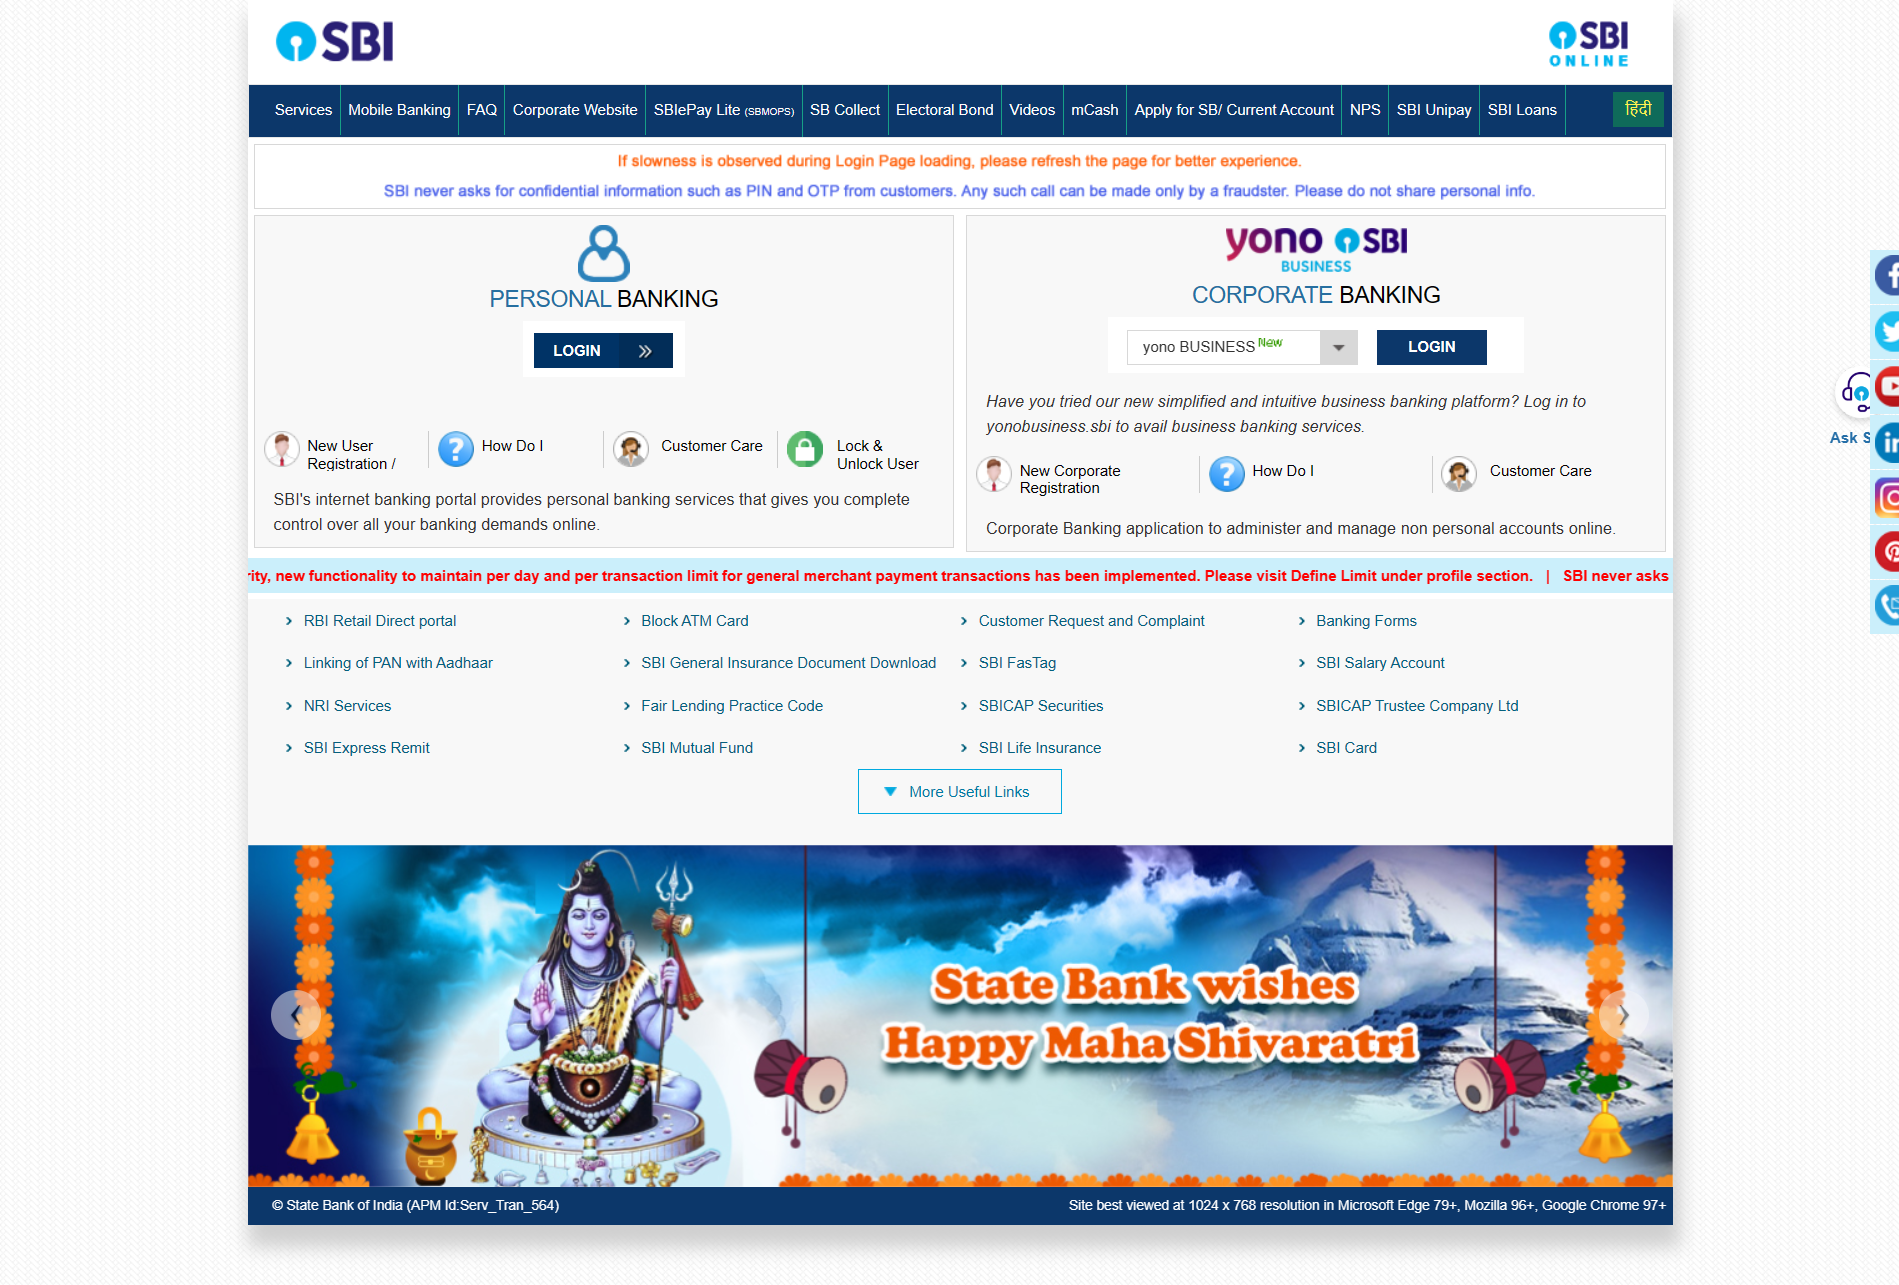 SBI
SBI
ONLINE
Services
Mobile Banking
FAQ
Corporate Website
SBIePay Lite (SBMOPS)
SB Collect
Electoral Bond
Videos
mCash
Apply for SB/ Current Account
NPS
SBI Unipay
SBI Loans
हिंदी
If slowness is observed during Login Page loading, please refresh the page for better experience.
SBI never asks for confidential information such as PIN and OTP from customers. Any such call can be made only by a fraudster. Please do not share personal info.
PERSONAL BANKING
LOGIN
New User
Registration /
How Do I
Customer Care
Lock &
Unlock User
SBI's internet banking portal provides personal banking services that gives you complete
control over all your banking demands online.
yono SBI
BUSINESS
CORPORATE BANKING
yono BUSINESS New
LOGIN
Have you tried our new simplified and intuitive business banking platform? Log in to
yonobusiness.sbi to avail business banking services.
New Corporate
Registration
How Do I
Customer Care
Corporate Banking application to administer and manage non personal accounts online.
Ask S
rity, new functionality to maintain per day and per transaction limit for general merchant payment transactions has been implemented. Please visit Define Limit under profile section. | SBI never asks
RBI Retail Direct portal
Block ATM Card
Customer Request and Complaint
Banking Forms
Linking of PAN with Aadhaar
SBI General Insurance Document Download
SBI FasTag
SBI Salary Account
NRI Services
Fair Lending Practice Code
SBICAP Securities
SBICAP Trustee Company Ltd
SBI Express Remit
SBI Mutual Fund
SBI Life Insurance
SBI Card
More Useful Links
State Bank wishes
Happy Maha Shivaratri
© State Bank of India (APM Id:Serv_Tran_564)
Site best viewed at 1024 x 768 resolution in Microsoft Edge 79+, Mozilla 96+, Google Chrome 97+